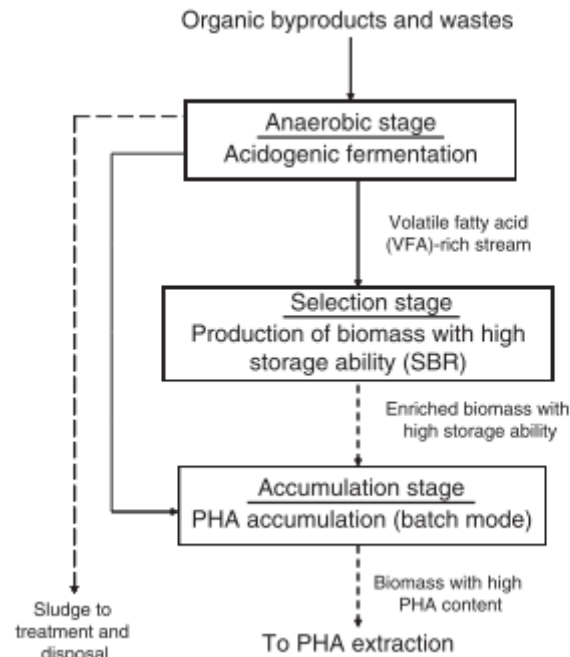 Organic byproducts and wastes
Anaerobic stage
Acidogenic fermentation
Volatile fatty acid
(VFA)-rich stream
Selection stage
Production of biomass with high
storage ability (SBR)
Enriched biomass with
high storage ability
Accumulation stage
PHA accumulation (batch mode)
Biomass with high
PHA content
Sludge to
treatment and
disposal
To PHA extraction